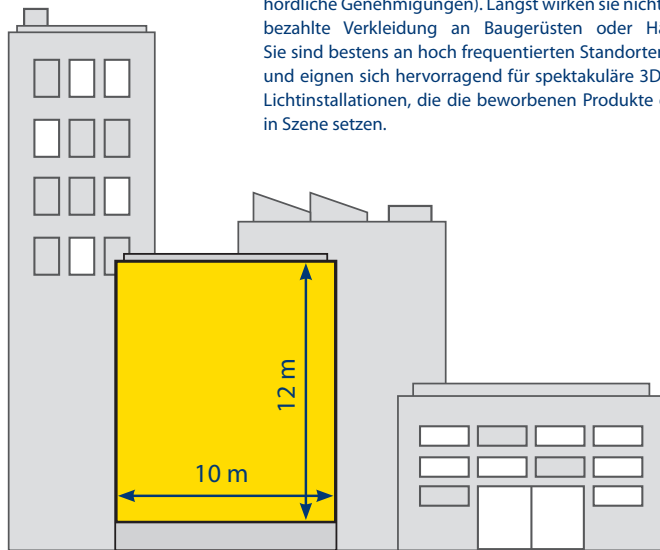 hördliche Genehmigungen). Längst wirken sie nicht
bezahlte Verkleidung an Baugerüsten oder
Sie sind bestens an hoch frequentierten Standorten
und eignen sich hervorragend für spektakuläre 3D
Lichtinstallationen, die die beworbenen Produkte
in Szene setzen.
12 m
10 m